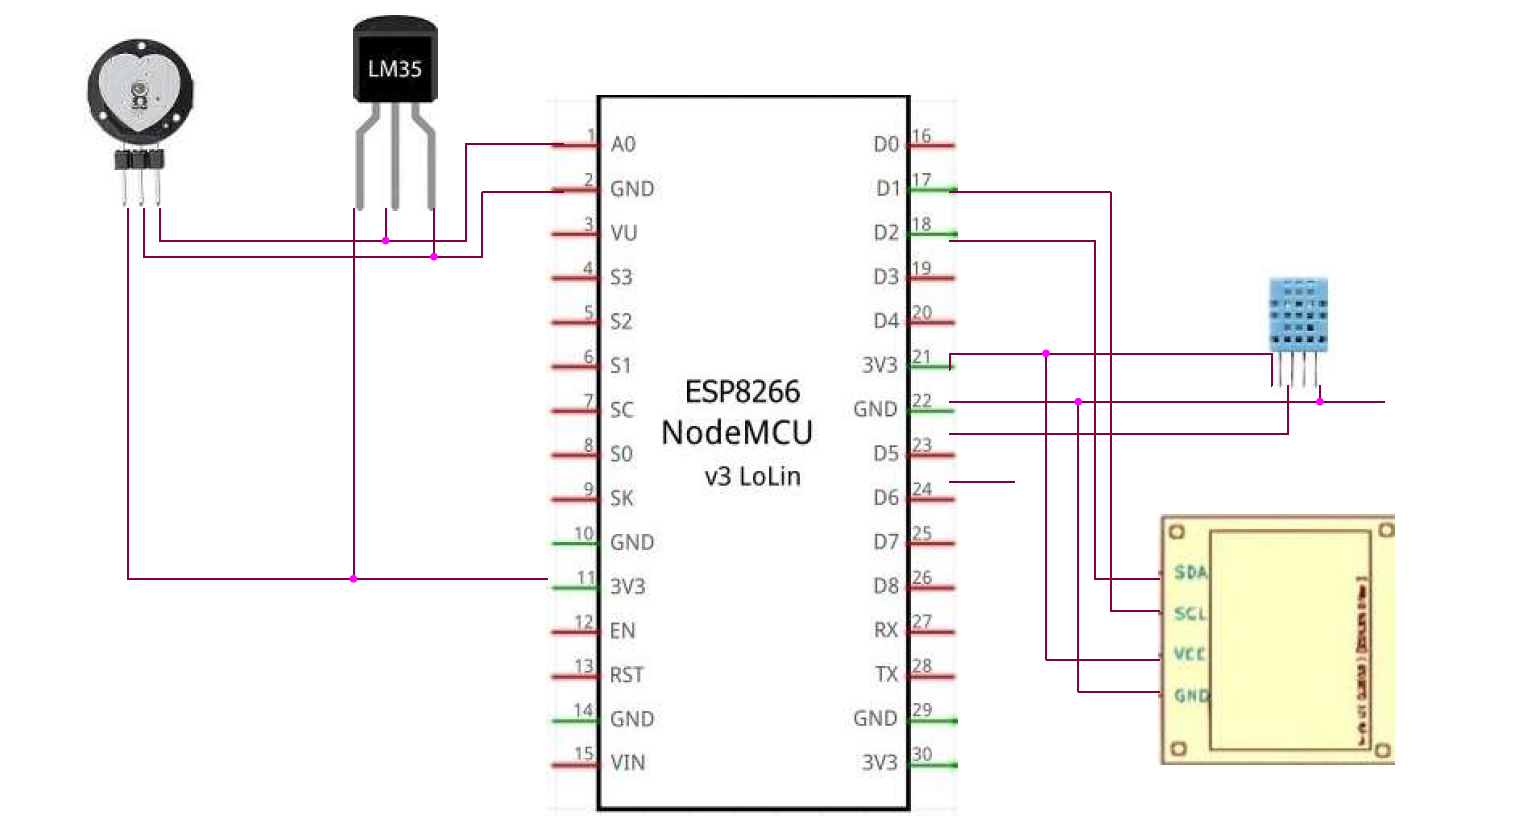 LM35
1 A0
2 GND
3 VU
4 S3
5 S2
6 S1
7 SC
8 S0
9 SK
10 GND
11 3V3
12 EN
13 RST
14 GND
15 VIN
ESP8266
NodeMCU
v3 LoLin
D0 16
D1 17
D2 18
D3 19
D4 20
3V3 21
GND 22
D5 23
D6 24
D7 25
D8 26
RX 27
TX 28
GND 29
3V3 30
SDA
SCL
VCC
GND